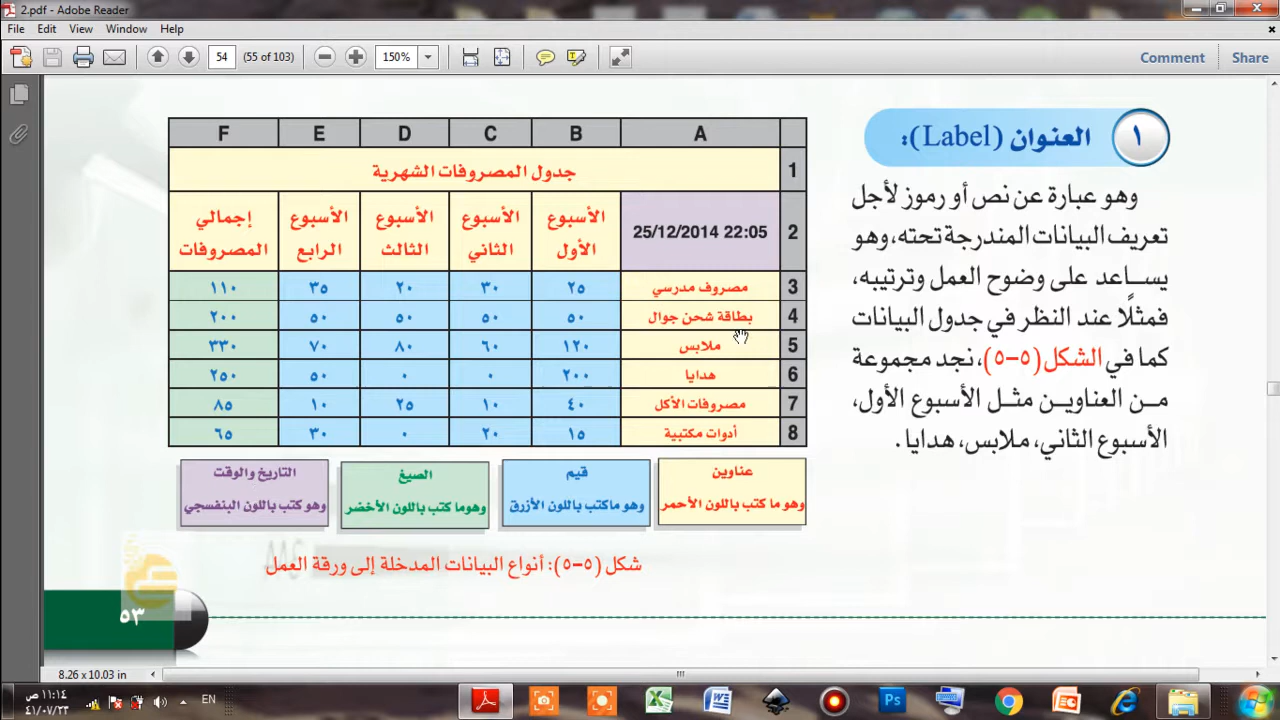 2.pdf - Adobe Reader
File Edit View Window Help
54 (55 of 103) 150% Comment Share
١ العنوان (Label):
وهو عبارة عن نص أو رموز لأجل
تعريف البيانات المندرجة تحته، وهو
يساعد على وضوح العمل وترتيبه،
فمثلًا عند النظر في جدول البيانات
كما في الشكل (٥-٥)، نجد مجموعة
من العناوين مثل الأسبوع الأول،
الأسبوع الثاني، ملابس، هدايا.
F E D C B A
1 جدول المصروفات الشهرية
2 25/12/2014 22:05 الأسبوع الأول الأسبوع الثاني الأسبوع الثالث الأسبوع الرابع إجمالي المصروفات
3 مصروف مدرسي ٢٥ ٣٠ ٢٠ ٣٥ ١١٠
4 بطاقة شحن جوال ٥٠ ٥٠ ٥٠ ٥٠ ٢٠٠
5 ملابس ١٢٠ ٦٠ ٨٠ ٧٠ ٣٣٠
6 هدايا ٢٠٠ ٠ ٠ ٥٠ ٢٥٠
7 مصروفات الأكل ٤٠ ١٠ ٢٥ ١٠ ٨٥
8 أدوات مكتبية ١٥ ٢٠ ٠ ٣٠ ٦٥
عناوين قيم الصيغ التاريخ والوقت
وهو ما كتب باللون الأحمر وهو ماكتب باللون الأزرق وهوما كتب باللون الأخضر وهو كتب باللون البنفسجي
شكل (٥-٥): أنواع البيانات المدخلة إلى ورقة العمل
٥٣
8.26 x 10.03 in
١١:١٤ ص
EN
٤١/٠٧/٢٣